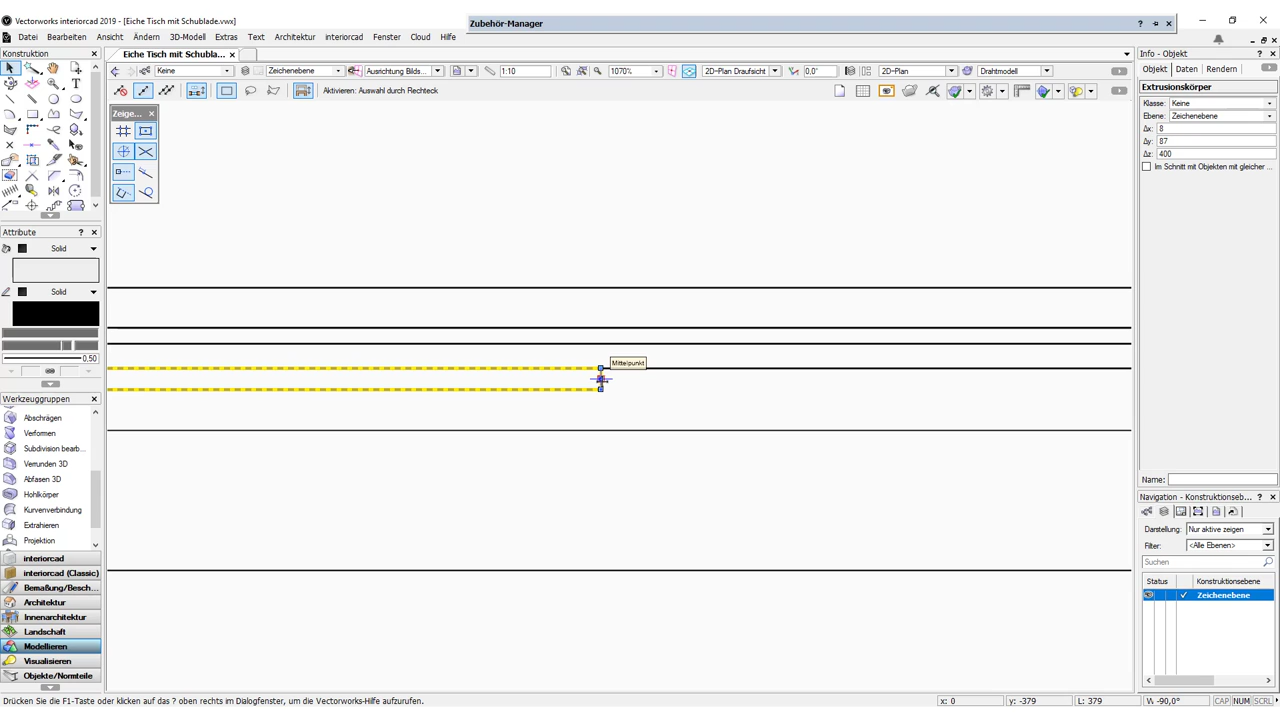 Vectorworks interiorcad 2019 - [Eiche Tisch mit Schublade.vwx]
Zubehör-Manager
Datei Bearbeiten Ansicht Ändern 3D-Modell Extras Architektur interiorcad Fenster Cloud Hilfe
Text
Konstruktion
Eiche Tisch mit Schubla...
Info - Objekt
Keine
Zeichenebene
Ausrichtung Bilds...
1:10
1070%
2D-Plan Draufsicht
0,0°
2D-Plan
Drahtmodell
Objekt Daten Rendern
Aktivieren: Auswahl durch Rechteck
Extrusionskörper
Klasse: Keine
Ebene: Zeichenebene
Δx: 8
Δy: 87
Δz: 400
Im Schnitt mit Objekten mit gleicher ...
Zeige...
Attribute
Solid
Solid
0,50
Mittelpunkt
Werkzeuggruppen
Abschrägen
Verformen
Subdivision bearb...
Verrunden 3D
Abfasen 3D
Hohlkörper
Kurvenverbindung
Extrahieren
Projektion
interiorcad
interiorcad (Classic)
Bemaßung/Besch...
Architektur
Innenarchitektur
Landschaft
Modellieren
Visualisieren
Objekte/Normteile
Name:
Navigation - Konstruktionseb...
Darstellung: Nur aktive zeigen
Filter: <Alle Ebenen>
Suchen
Status Konstruktionsebene
Zeichenebene
Drücken Sie die F1-Taste oder klicken auf das ? oben rechts im Dialogfenster, um die Vectorworks-Hilfe aufzurufen.
x: 0 y: -379 L: 379 W: -90,0° CAP NUM SCRL